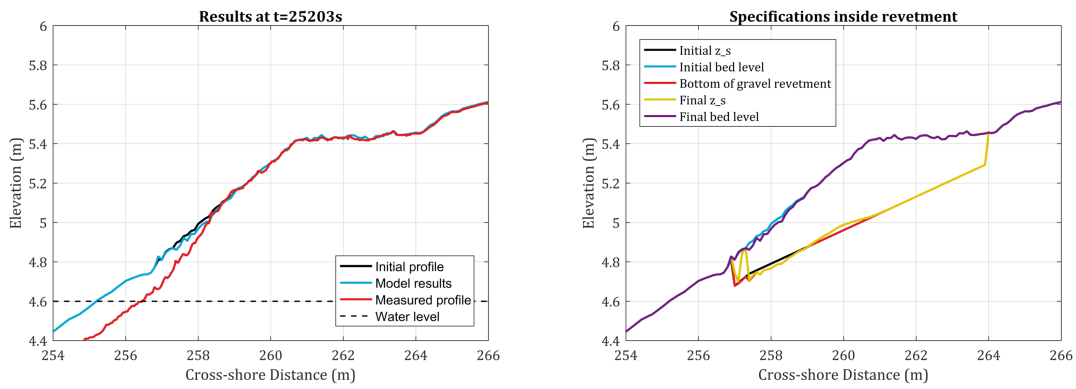 Results at t=25203s
6
5.8
5.6
5.4
5.2
5
4.8
4.6
4.4
Elevation (m)
Initial profile
Model results
Measured profile
Water level
254 256 258 260 262 264 266
Cross-shore Distance (m)
Specifications inside revetment
6
5.8
5.6
5.4
5.2
5
4.8
4.6
4.4
Elevation (m)
Initial z_s
Initial bed level
Bottom of gravel revetment
Final z_s
Final bed level
254 256 258 260 262 264 266
Cross-shore Distance (m)